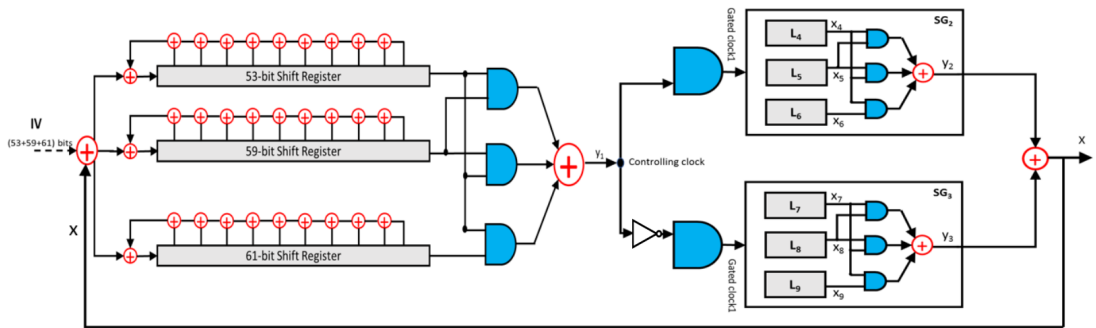 53-bit Shift Register
IV
(53+59+61) bits
59-bit Shift Register
X
61-bit Shift Register
y1
Controlling clock
Gated clock1
SG2
L4
x4
L5
x5
L6
x6
y2
Gated clock1
SG3
L7
x7
L8
x8
L9
x9
y3
X